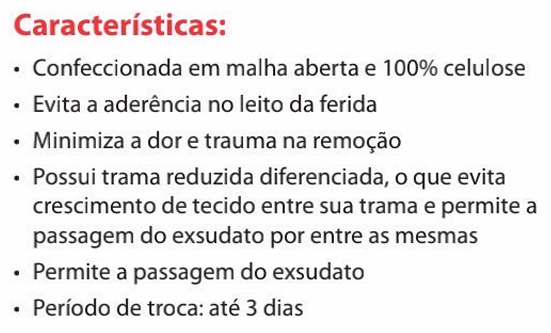 Características:
• Confeccionada em malha aberta e 100% celulose
• Evita a aderência no leito da ferida
• Minimiza a dor e trauma na remoção
• Possui trama reduzida diferenciada, o que evita
crescimento de tecido entre sua trama e permite a
passagem do exsudato por entre as mesmas
• Permite a passagem do exsudato
• Período de troca: até 3 dias